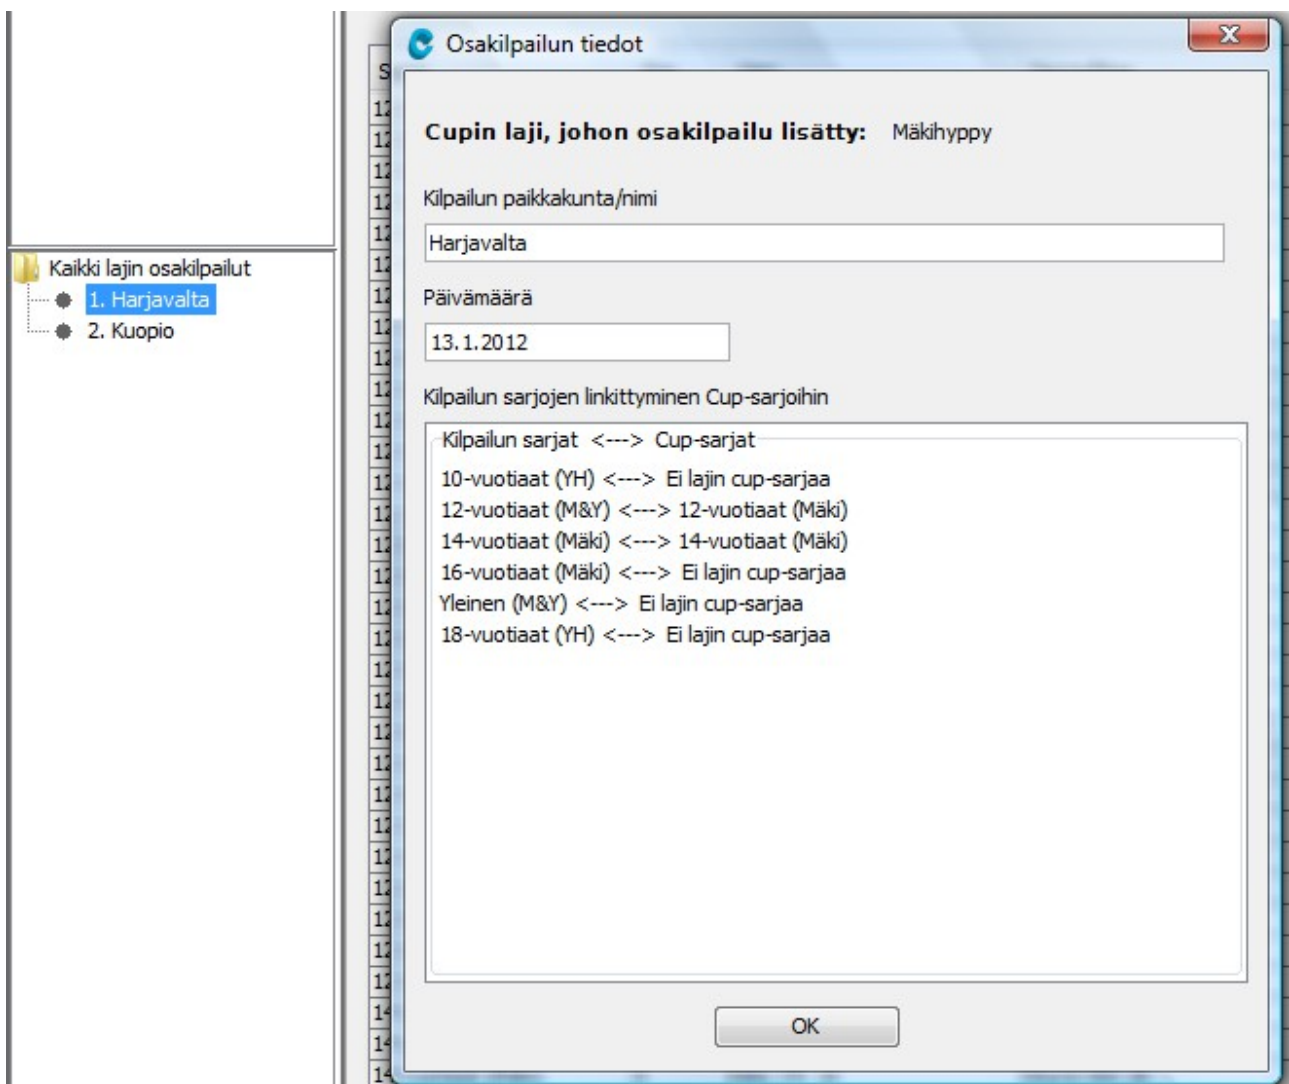 Kaikki lajin osakilpailut
1. Harjavalta
2. Kuopio
Osakilpailun tiedot
Cupin laji, johon osakilpailu lisätty: Mäkihyppy
Kilpailun paikkakunta/nimi
Harjavalta
Päivämäärä
13.1.2012
Kilpailun sarjojen linkittyminen Cup-sarjoihin
Kilpailun sarjat <---> Cup-sarjat
10-vuotiaat (YH) <---> Ei lajin cup-sarjaa
12-vuotiaat (M&Y) <---> 12-vuotiaat (Mäki)
14-vuotiaat (Mäki) <---> 14-vuotiaat (Mäki)
16-vuotiaat (Mäki) <---> Ei lajin cup-sarjaa
Yleinen (M&Y) <---> Ei lajin cup-sarjaa
18-vuotiaat (YH) <---> Ei lajin cup-sarjaa
OK